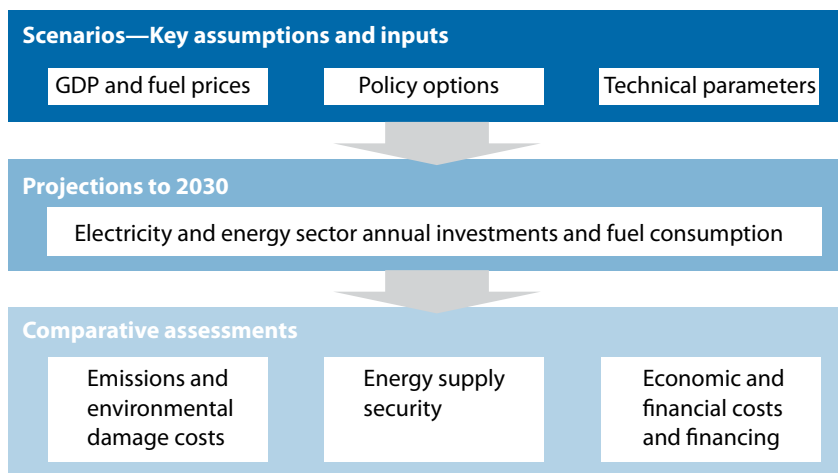 Scenarios—Key assumptions and inputs
GDP and fuel prices
Policy options
Technical parameters
Projections to 2030
Electricity and energy sector annual investments and fuel consumption
Comparative assessments
Emissions and
environmental
damage costs
Energy supply
security
Economic and
financial costs
and financing